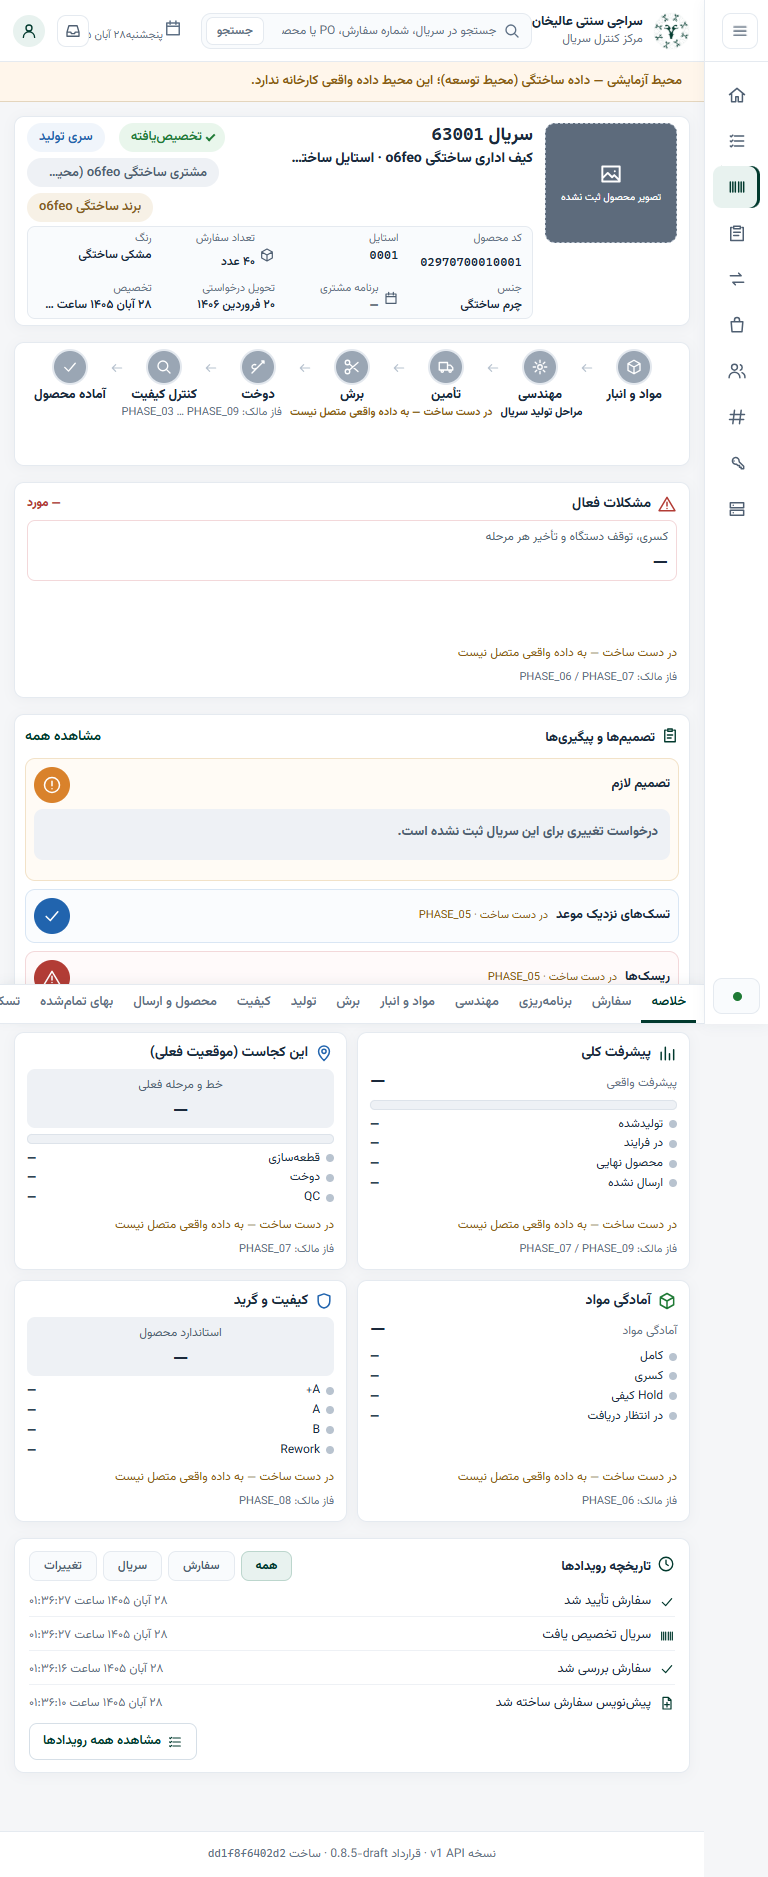 سراجی سنتی عالیخان
مرکز کنترل سریال
جستجو در سریال، شماره سفارش، PO یا محصـ
جستجو
پنجشنبه۲۸ آبان
محیط آزمایشی — داده ساختگی (محیط توسعه)؛ این محیط داده واقعی کارخانه ندارد.
تصویر محصول ثبت نشده
سریال 63001
کیف اداری ساختگی o6feo · استایل ساختـ...
تخصیص‌یافته
سری تولید
مشتری ساختگی o6feo (محیـ...
برند ساختگی o6feo
کد محصول
02970700010001
استایل
0001
تعداد سفارش
۴۰ عدد
رنگ
مشکی ساختگی
جنس
چرم ساختگی
برنامه مشتری
—
تحویل درخواستی
۲۰ فروردین ۱۴۰۶
تخصیص
۲۸ آبان ۱۴۰۵ ساعت ...
مواد و انبار
مهندسی
تأمین
برش
دوخت
کنترل کیفیت
آماده محصول
مراحل تولید سریال
در دست ساخت — به داده واقعی متصل نیست
فاز مالک: PHASE_03 … PHASE_09
مشکلات فعال
— مورد
کسری، توقف دستگاه و تأخیر هر مرحله
—
در دست ساخت — به داده واقعی متصل نیست
فاز مالک: PHASE_06 / PHASE_07
تصمیم‌ها و پیگیری‌ها
مشاهده همه
تصمیم لازم
درخواست تغییری برای این سریال ثبت نشده است.
تسک‌های نزدیک موعد
در دست ساخت · PHASE_05
ریسک‌ها
در دست ساخت · PHASE_05
خلاصه
سفارش
برنامه‌ریزی
مهندسی
مواد و انبار
برش
تولید
کیفیت
محصول و ارسال
بهای تمام‌شده
تسک
پیشرفت کلی
پیشرفت واقعی
—
تولیدشده —
در فرایند —
محصول نهایی —
ارسال نشده —
در دست ساخت — به داده واقعی متصل نیست
فاز مالک: PHASE_07 / PHASE_09
این کجاست (موقعیت فعلی)
خط و مرحله فعلی
—
قطعه‌سازی —
دوخت —
QC —
در دست ساخت — به داده واقعی متصل نیست
فاز مالک: PHASE_07
آمادگی مواد
آمادگی مواد
—
کامل —
کسری —
Hold کیفی —
در انتظار دریافت —
در دست ساخت — به داده واقعی متصل نیست
فاز مالک: PHASE_06
کیفیت و گرید
استاندارد محصول
—
A+ —
A —
B —
Rework —
در دست ساخت — به داده واقعی متصل نیست
فاز مالک: PHASE_08
تاریخچه رویدادها
همه
سفارش
سریال
تغییرات
سفارش تأیید شد
۲۸ آبان ۱۴۰۵ ساعت ۰۱:۳۶:۲۷
سریال تخصیص یافت
۲۸ آبان ۱۴۰۵ ساعت ۰۱:۳۶:۲۷
سفارش بررسی شد
۲۸ آبان ۱۴۰۵ ساعت ۰۱:۳۶:۱۶
پیش‌نویس سفارش ساخته شد
۲۸ آبان ۱۴۰۵ ساعت ۰۱:۳۶:۱۰
مشاهده همه رویدادها
نسخه API v1 · قرارداد 0.8.5-draft · ساخت dd1f8f6402d2